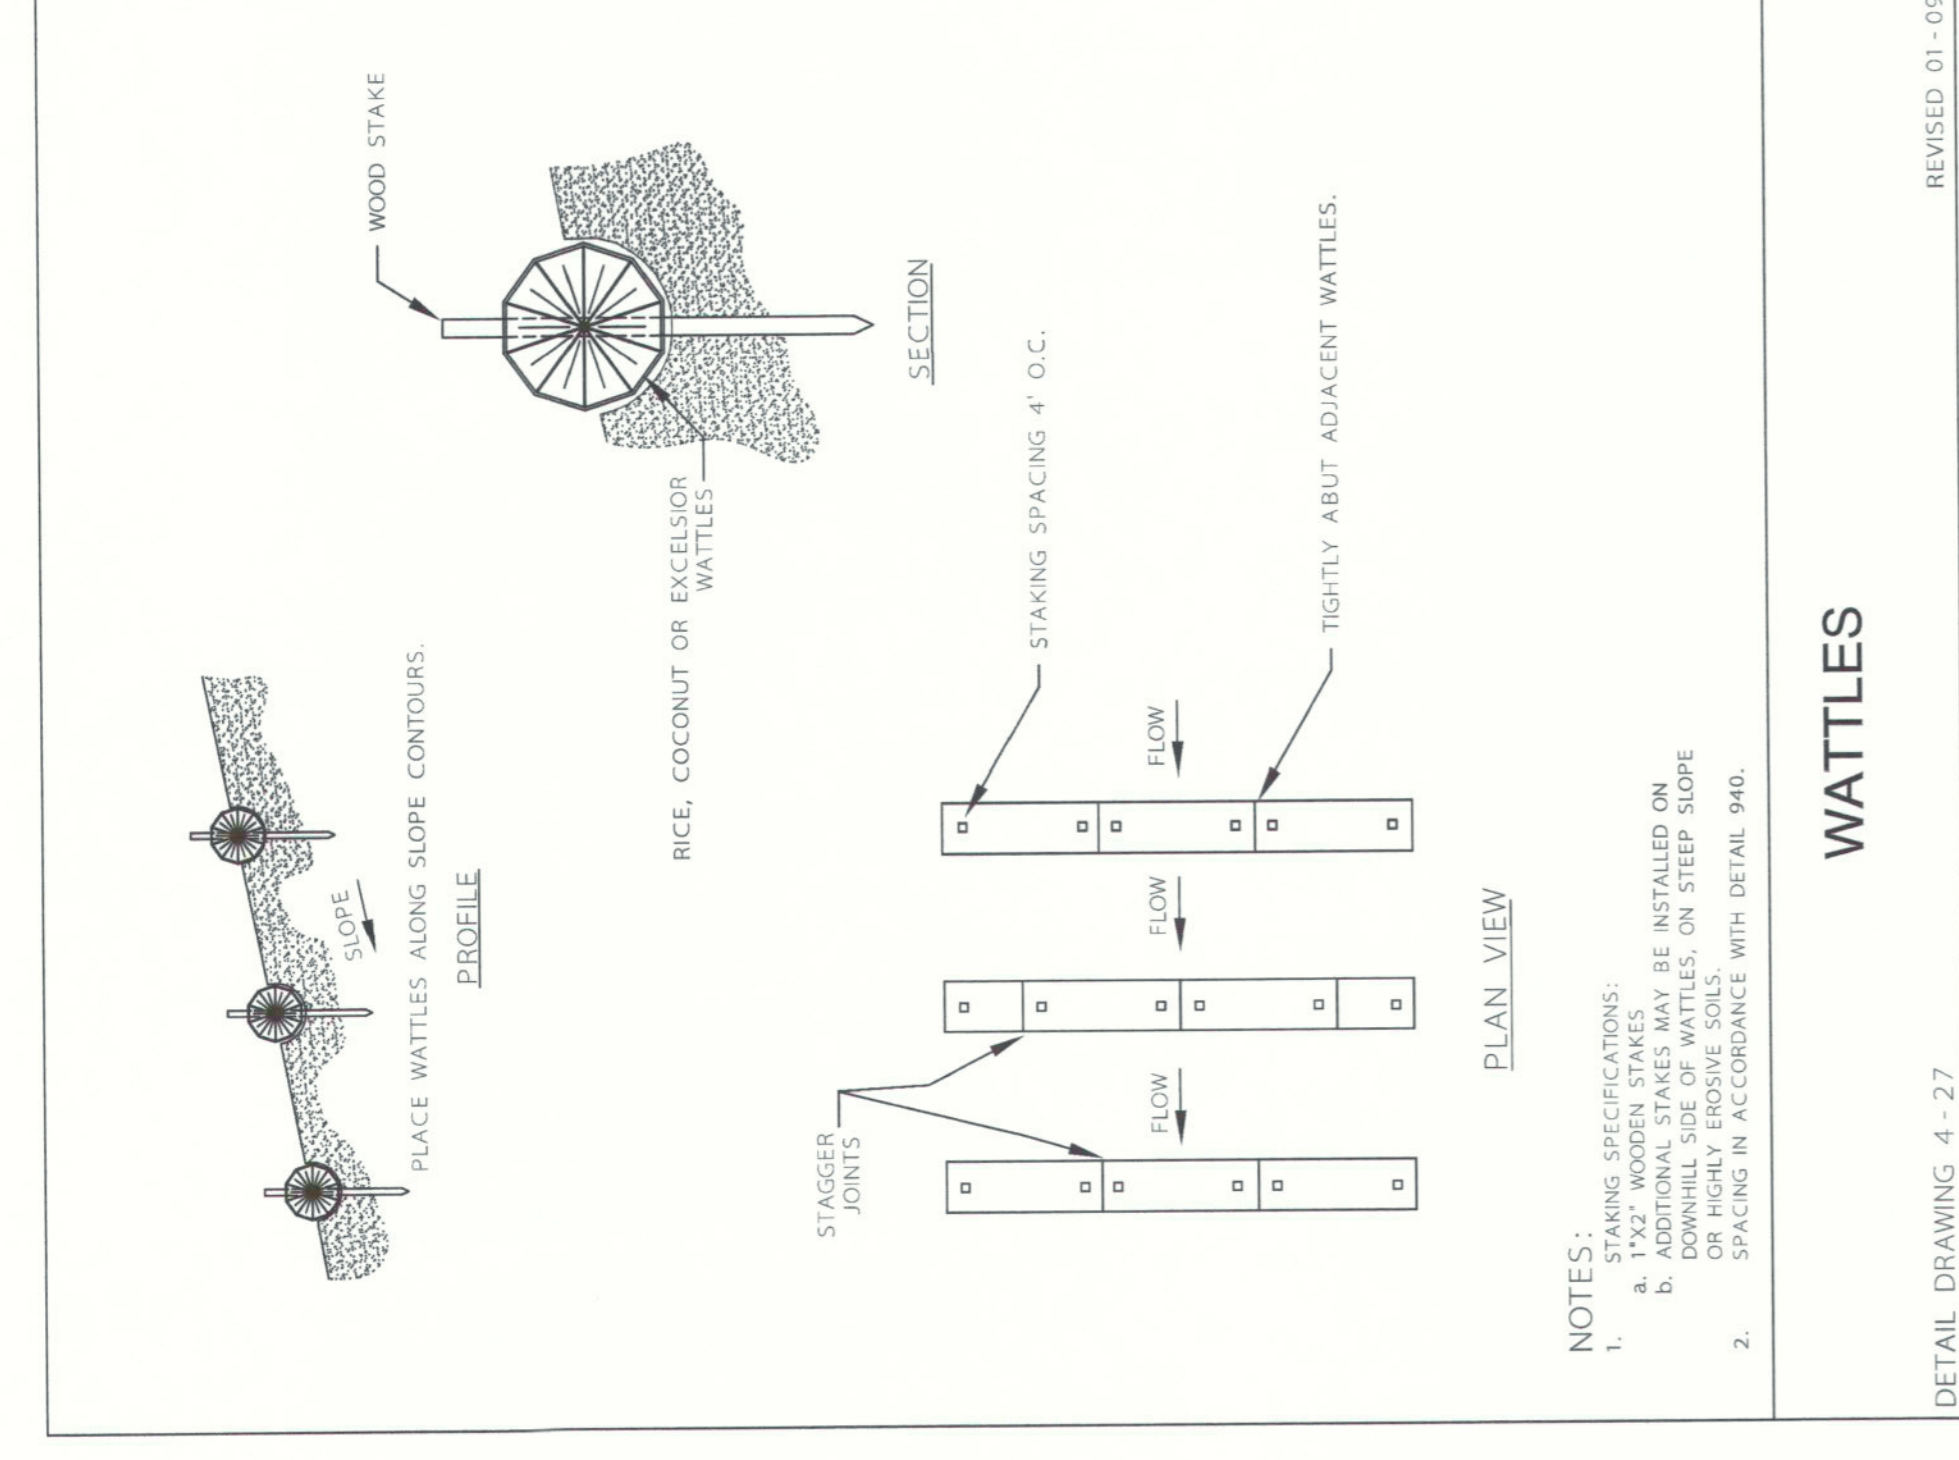 WOOD STAKE
SLOPE
PLACE WATTLES ALONG SLOPE CONTOURS.
PROFILE
RICE, COCONUT OR EXCELSIOR
WATTLES
SECTION
STAGGER
JOINTS
FLOW
FLOW
FLOW
STAKING SPACING 4' O.C.
TIGHTLY ABUT ADJACENT WATTLES.
PLAN VIEW
NOTES:
1. STAKING SPECIFICATIONS:
a. 1"X2" WOODEN STAKES
b. ADDITIONAL STAKES MAY BE INSTALLED ON
DOWNHILL SIDE OF WATTLES, ON STEEP SLOPE
OR HIGHLY EROSIVE SOILS.
2. SPACING IN ACCORDANCE WITH DETAIL 940.
WATTLES
DETAIL DRAWING 4-27
REVISED 01-09